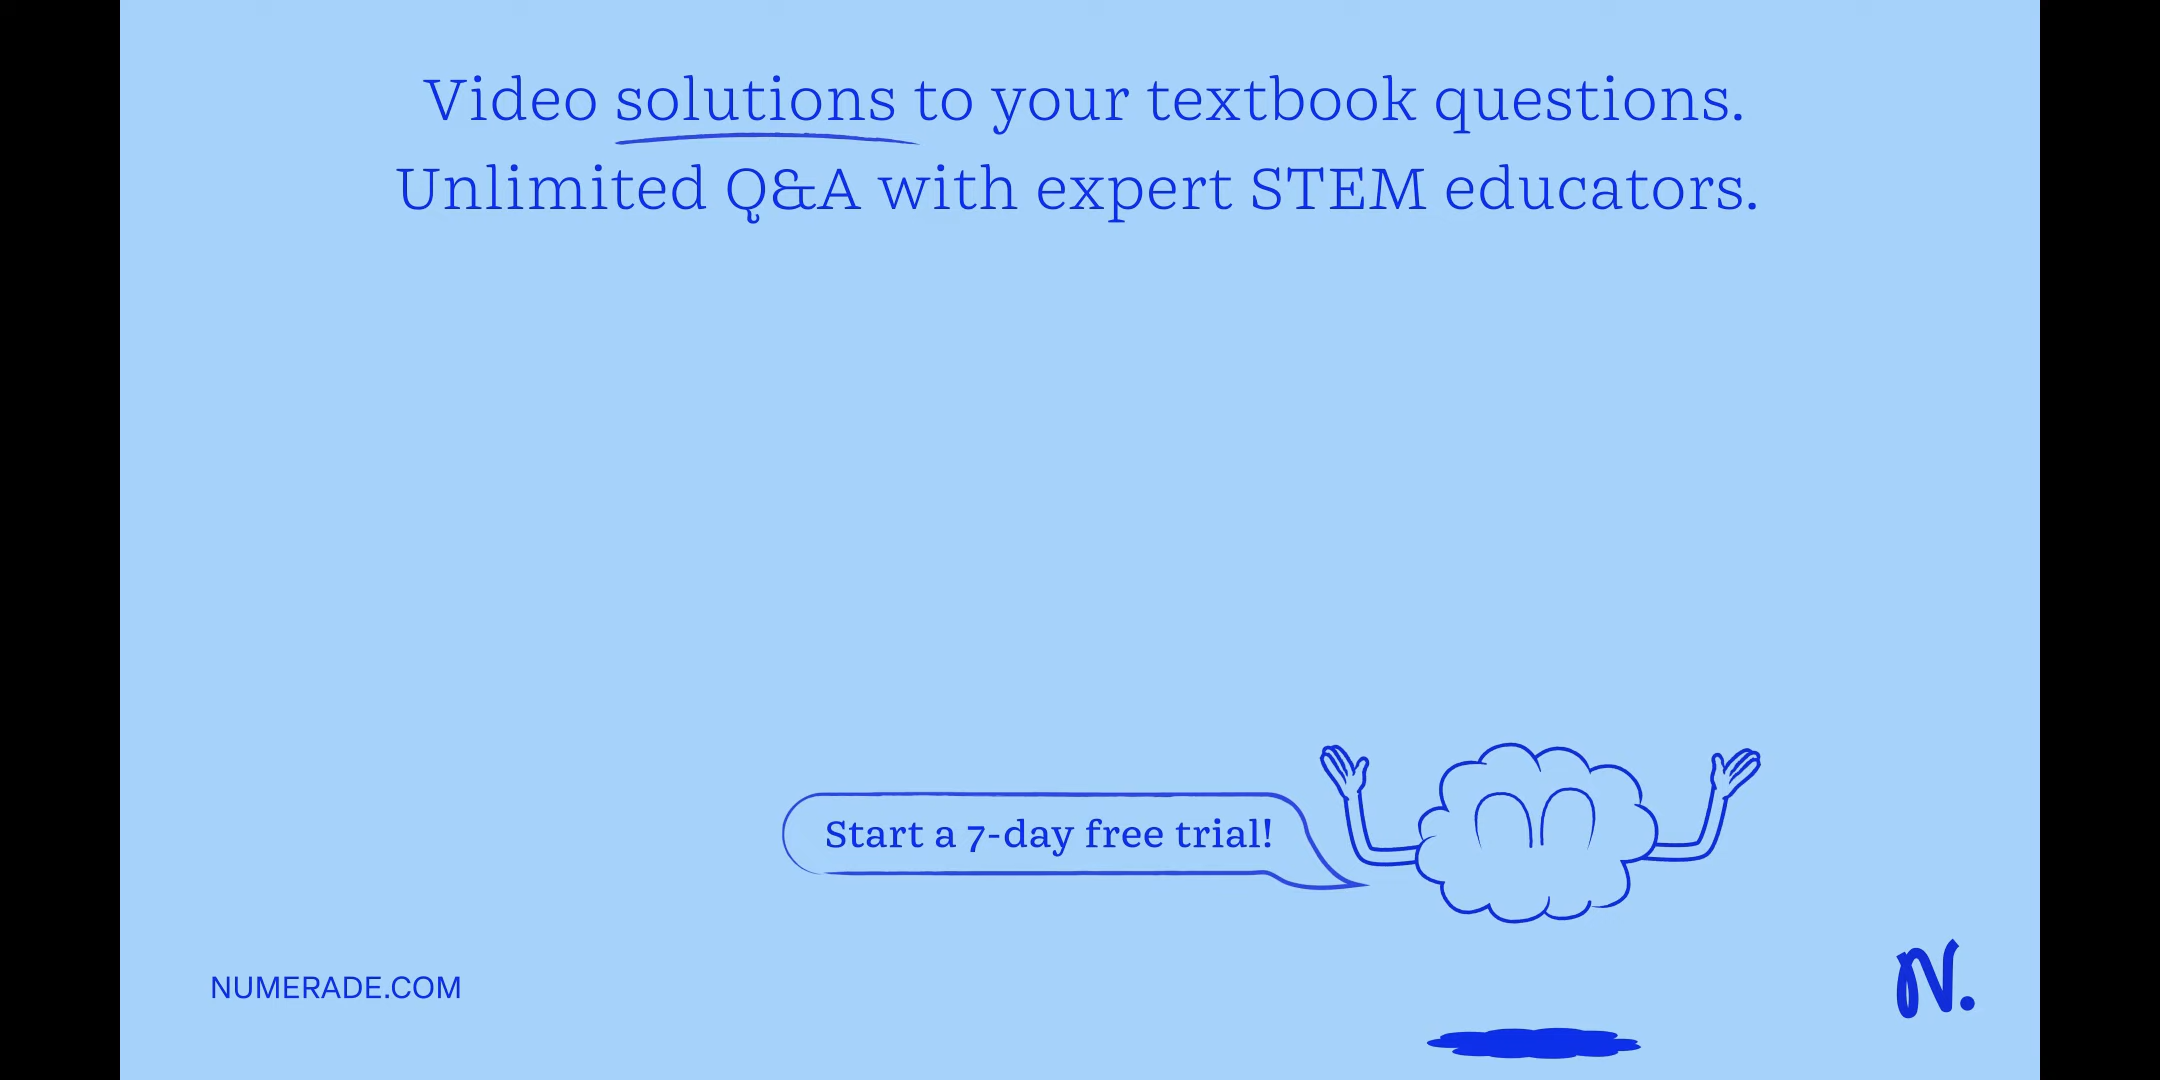 Video solutions to your textbook questions.
Unlimited Q&A with expert STEM educators.
Start a 7-day free trial!
NUMERADE.COM
N.